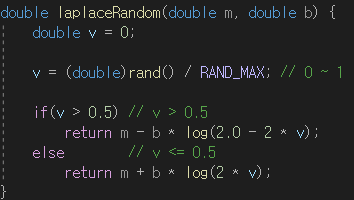 double laplaceRandom(double m, double b) {
    double v = 0;

    v = (double)rand() / RAND_MAX; // 0 ~ 1

    if(v > 0.5) // v > 0.5
        return m - b * log(2.0 - 2 * v);
    else        // v <= 0.5
        return m + b * log(2 * v);
}